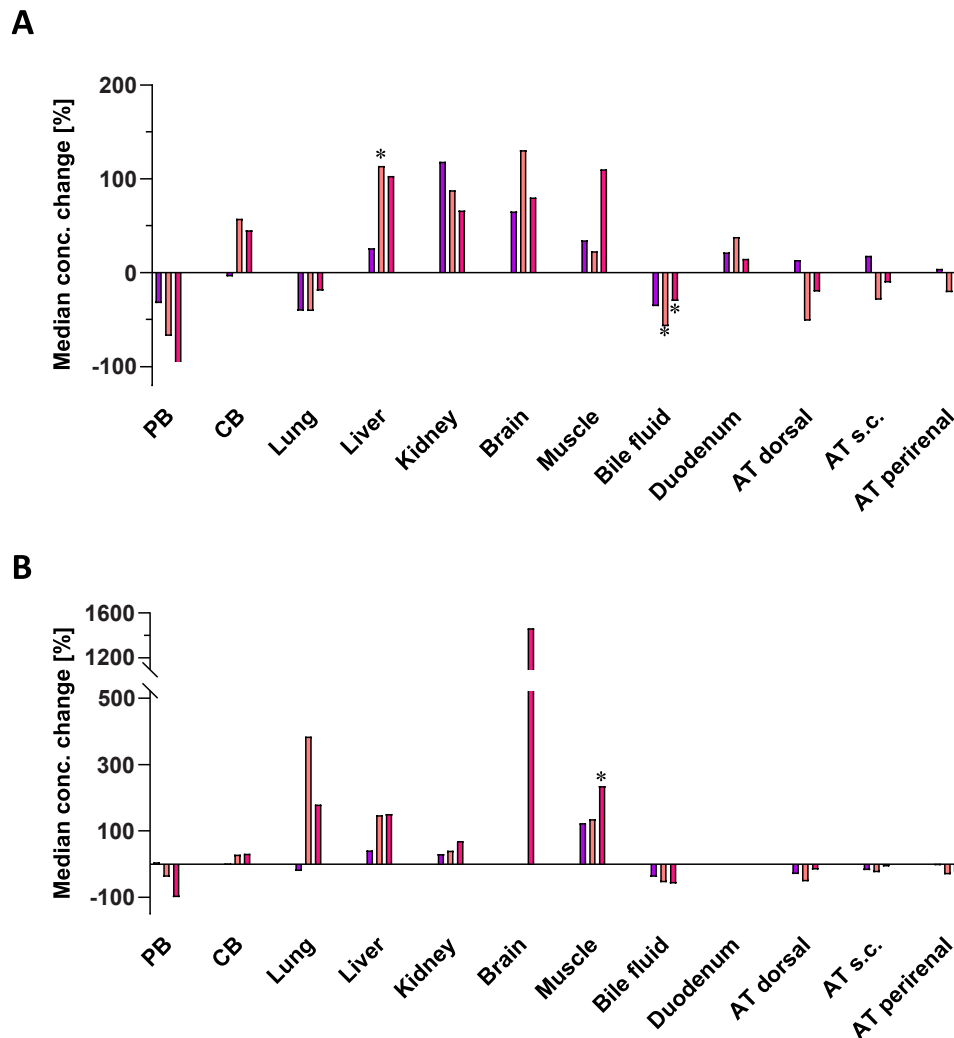 A
Median conc. change [%]
200
100
0
-100
*
*
*
PB
CB
Lung
Liver
Kidney
Brain
Muscle
Bile fluid
Duodenum
AT dorsal
AT s.c.
AT perirenal
B
Median conc. change [%]
1600
1200
500
300
100
-100
*
PB
CB
Lung
Liver
Kidney
Brain
Muscle
Bile fluid
Duodenum
AT dorsal
AT s.c.
AT perirenal